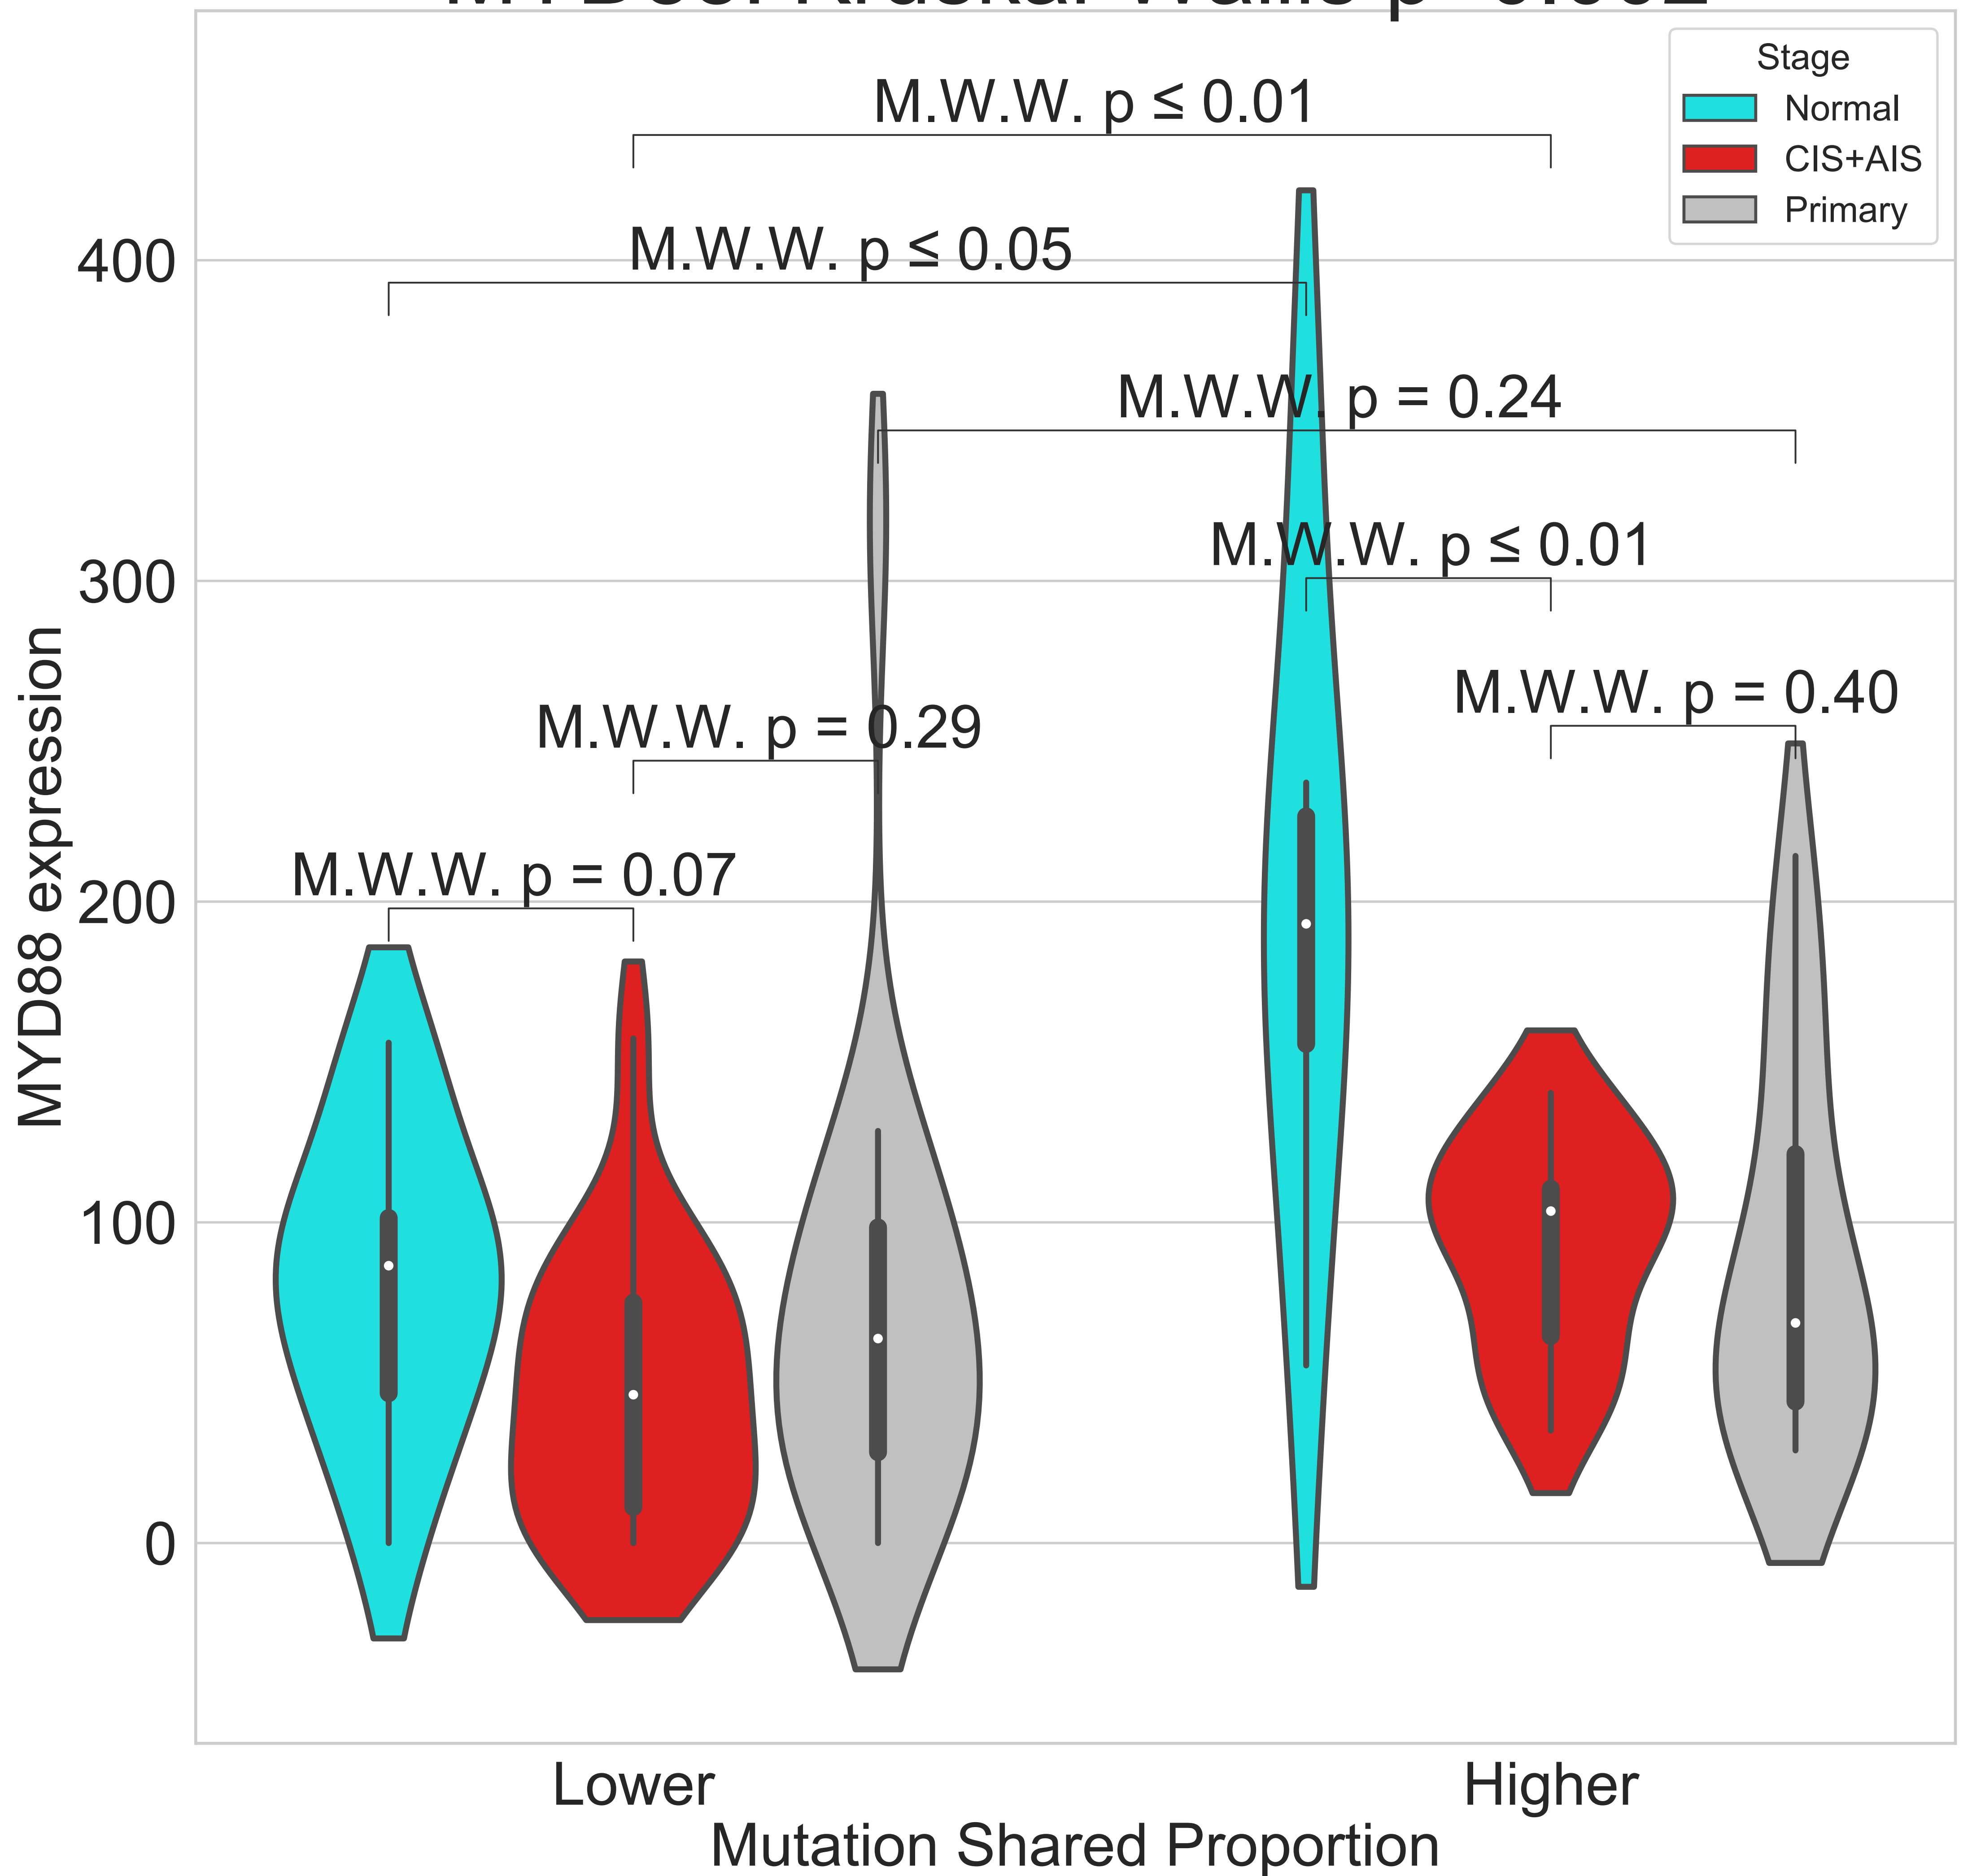 Stage
Normal
CIS+AIS
Primary
M.W.W. p ≤ 0.01
M.W.W. p ≤ 0.05
M.W.W. p = 0.24
M.W.W. p ≤ 0.01
M.W.W. p = 0.40
M.W.W. p = 0.29
M.W.W. p = 0.07
400
300
200
100
0
MYD88 expression
Lower
Higher
Mutation Shared Proportion